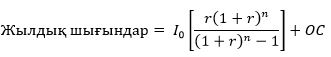 Жылдық шығындар = I₀ [ r(1 + r)ⁿ / (1 + r)ⁿ − 1 ] + OC